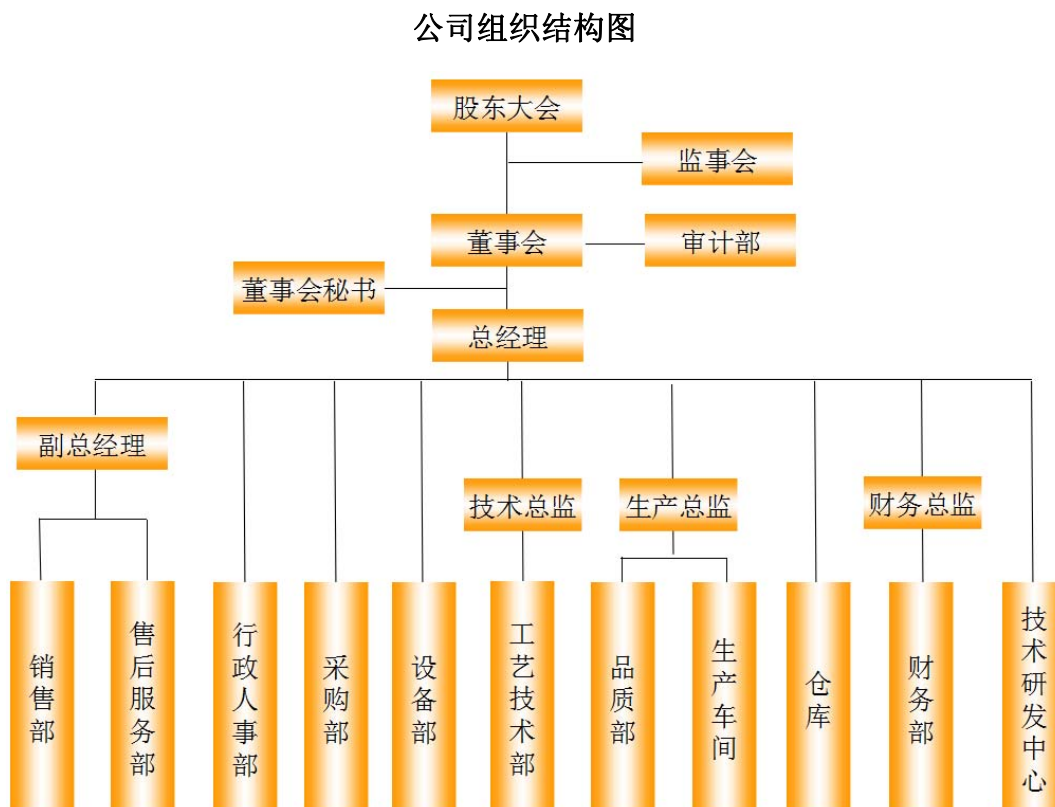 公司组织结构图
股东大会
监事会
董事会
审计部
董事会秘书
总经理
副总经理
技术总监
生产总监
财务总监
销售部
售后服务部
行政人事部
采购部
设备部
工艺技术部
品质部
生产车间
仓库
财务部
技术研发中心